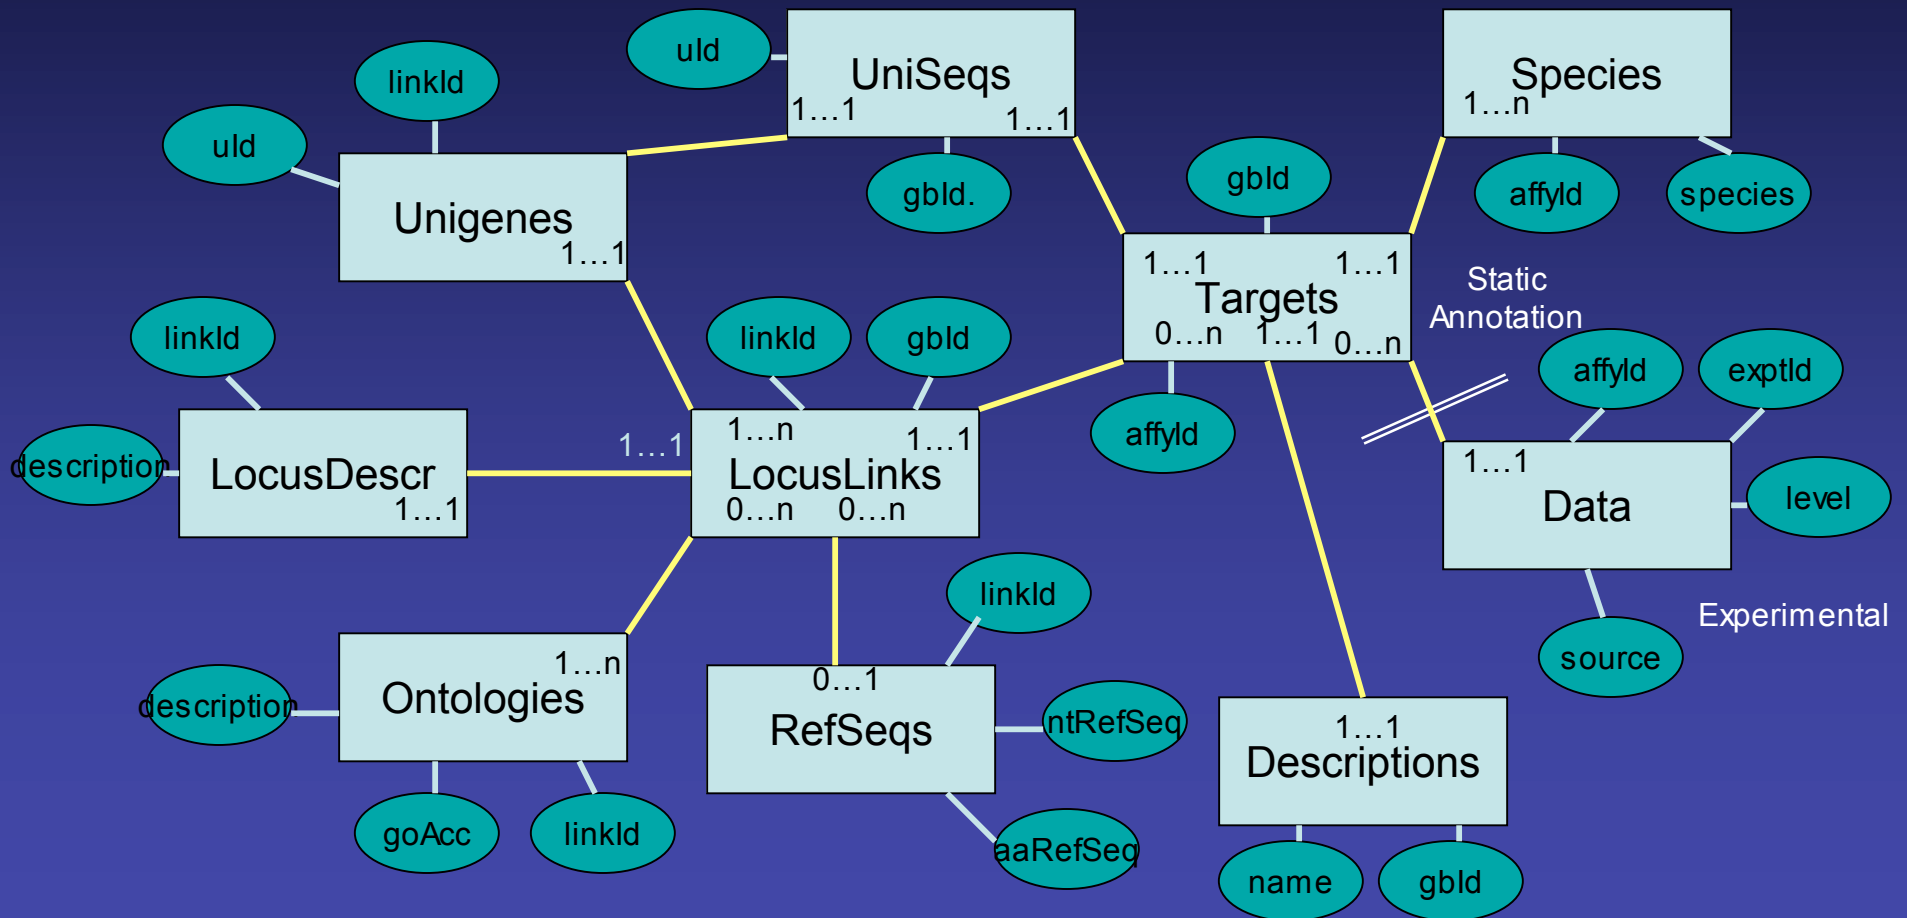 uId
UniSeqs
1...1
1...1
Species
1...n
linkId
uId
Unigenes
1...1
gbId.
gbId
affyId
species
1...1
1...1
Targets
0...n
1...1
0...n
Static
Annotation
linkId
linkId
gbId
affyId
affyId
exptId
description
LocusDescr
1...1
1...1
1...n
1...1
LocusLinks
0...n
0...n
1...1
Data
level
source
Experimental
1...n
Ontologies
description
goAcc
linkId
linkId
0...1
RefSeqs
ntRefSeq
aaRefSeq
1...1
Descriptions
name
gbId